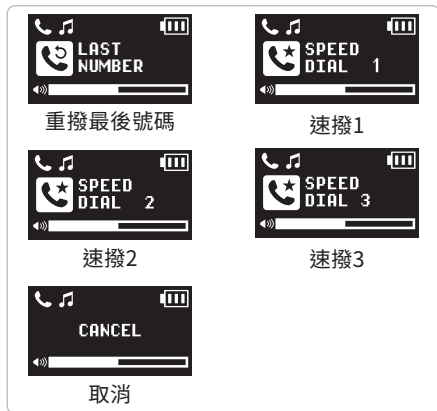 LAST
NUMBER
重撥最後號碼
SPEED
DIAL 1
速撥1
SPEED
DIAL 2
速撥2
SPEED
DIAL 3
速撥3
CANCEL
取消